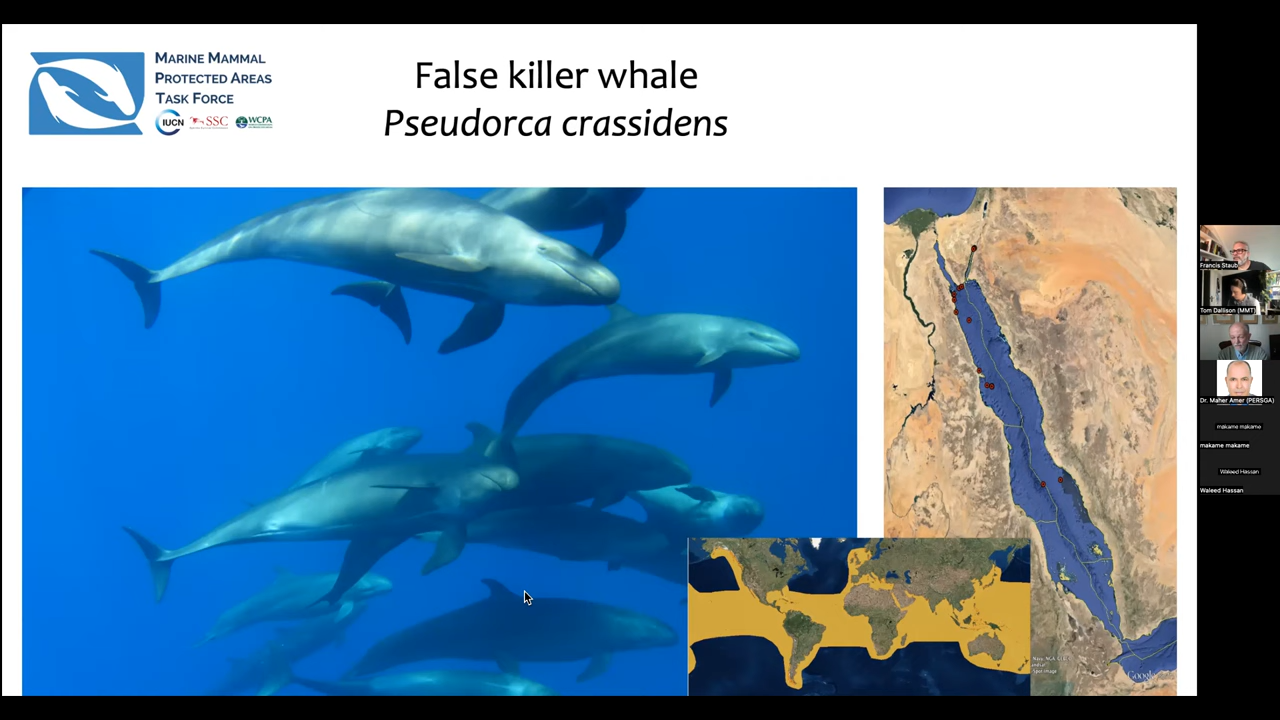 MARINE MAMMAL
PROTECTED AREAS
TASK FORCE
IUCN SSC WCPA
False killer whale
Pseudorca crassidens
Francis Staub
Tom Dallison (MMT)
Dr. Maher Amer (PERSGA)
makame makame
makame makame
Waleed Hassan
Waleed Hassan
Google